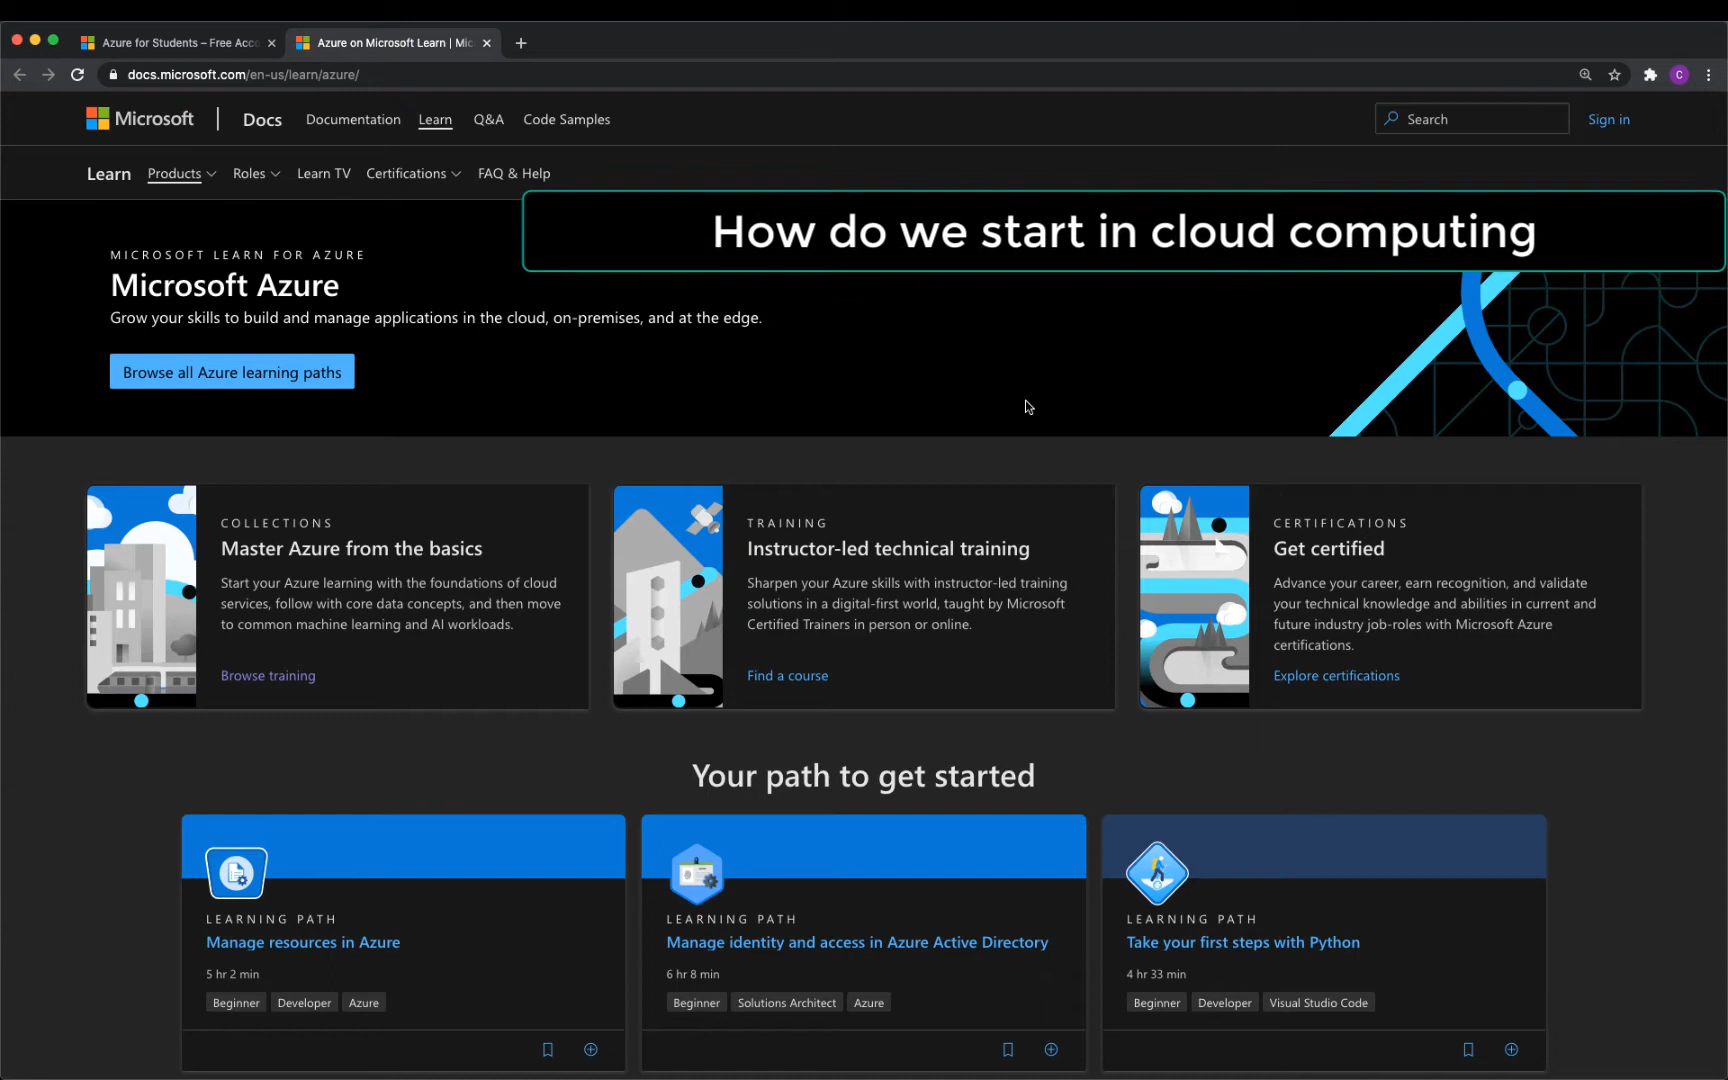 Azure for Students – Free Acco
Azure on Microsoft Learn | Mic
docs.microsoft.com/en-us/learn/azure/
C
Microsoft
Docs
Documentation
Learn
Q&A
Code Samples
Search
Sign in
Learn
Products
Roles
Learn TV
Certifications
FAQ & Help
How do we start in cloud computing
MICROSOFT LEARN FOR AZURE
Microsoft Azure
Grow your skills to build and manage applications in the cloud, on-premises, and at the edge.
Browse all Azure learning paths
COLLECTIONS
Master Azure from the basics
Start your Azure learning with the foundations of cloud
services, follow with core data concepts, and then move
to common machine learning and AI workloads.
Browse training
TRAINING
Instructor-led technical training
Sharpen your Azure skills with instructor-led training
solutions in a digital-first world, taught by Microsoft
Certified Trainers in person or online.
Find a course
CERTIFICATIONS
Get certified
Advance your career, earn recognition, and validate
your technical knowledge and abilities in current and
future industry job-roles with Microsoft Azure
certifications.
Explore certifications
Your path to get started
LEARNING PATH
Manage resources in Azure
5 hr 2 min
Beginner
Developer
Azure
LEARNING PATH
Manage identity and access in Azure Active Directory
6 hr 8 min
Beginner
Solutions Architect
Azure
LEARNING PATH
Take your first steps with Python
4 hr 33 min
Beginner
Developer
Visual Studio Code